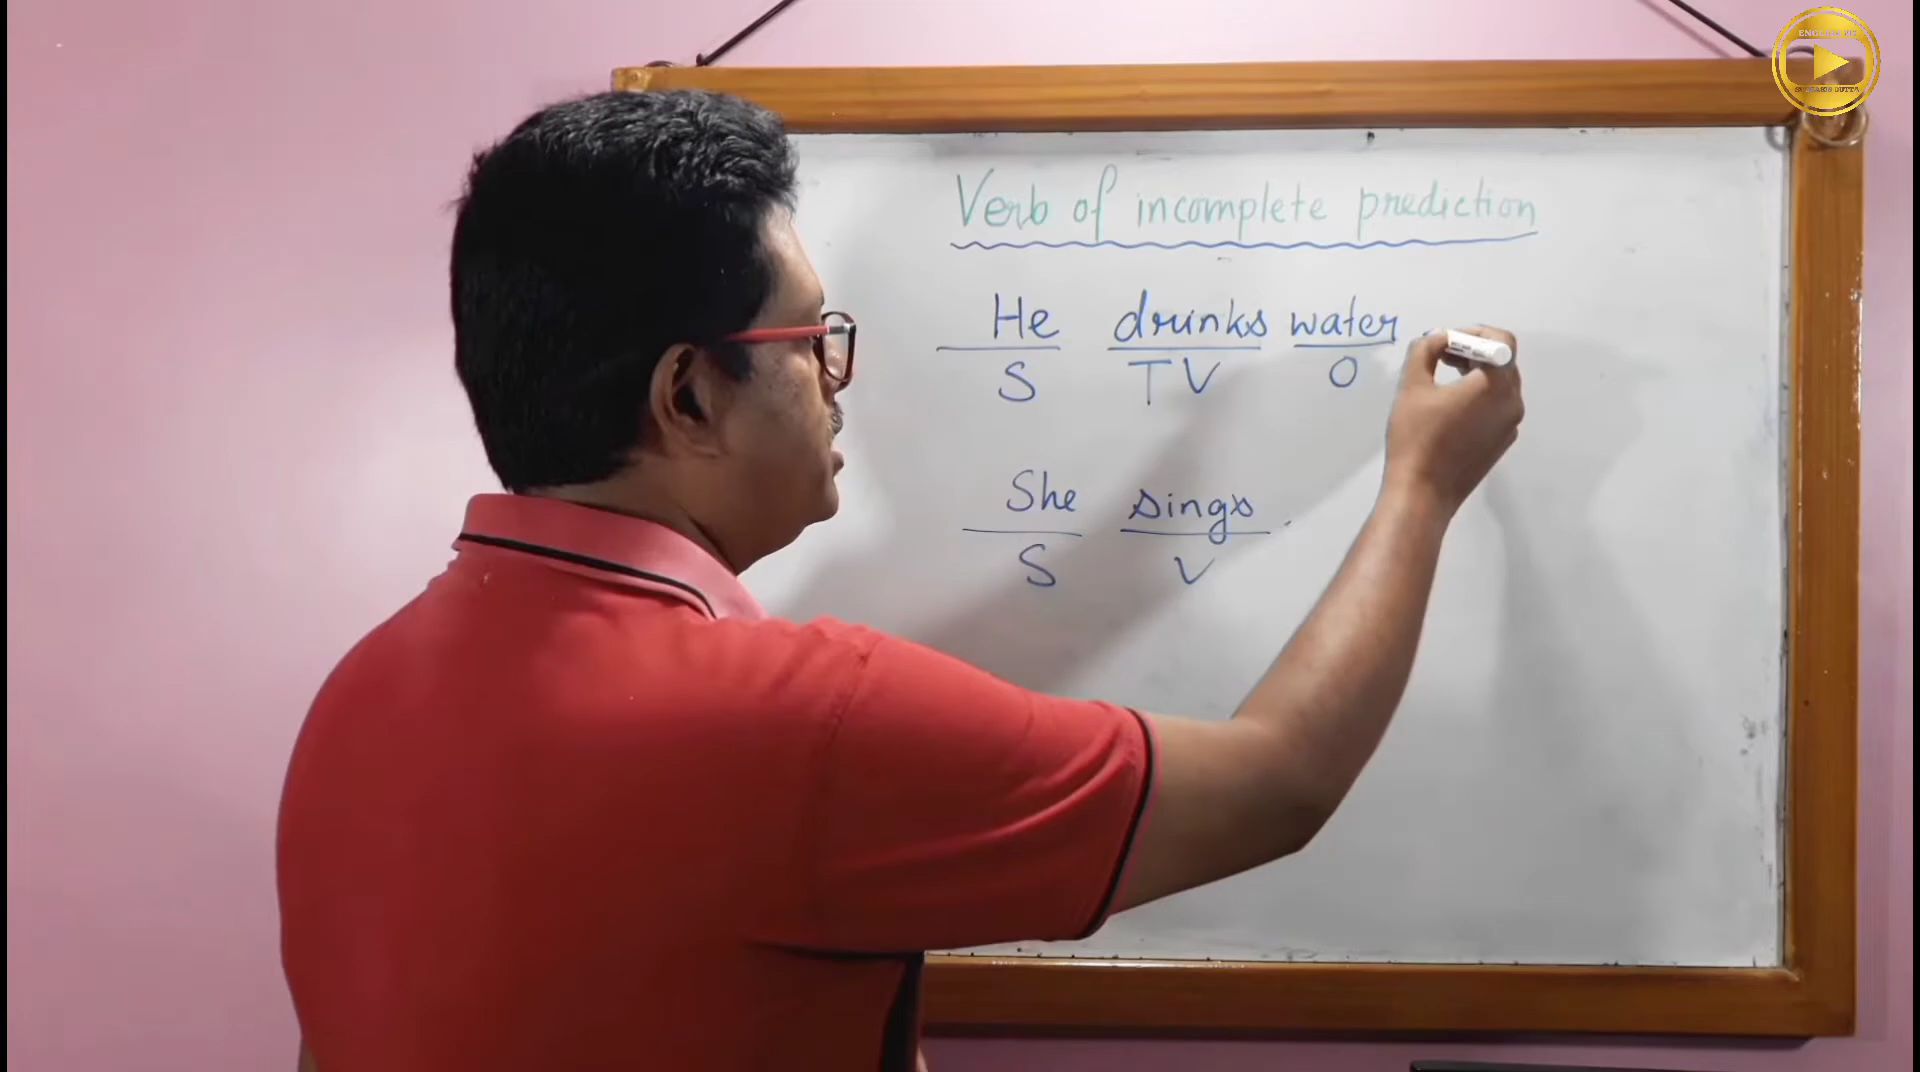 Verb of incomplete prediction
He drinks water
S TV O
She sings.
S V